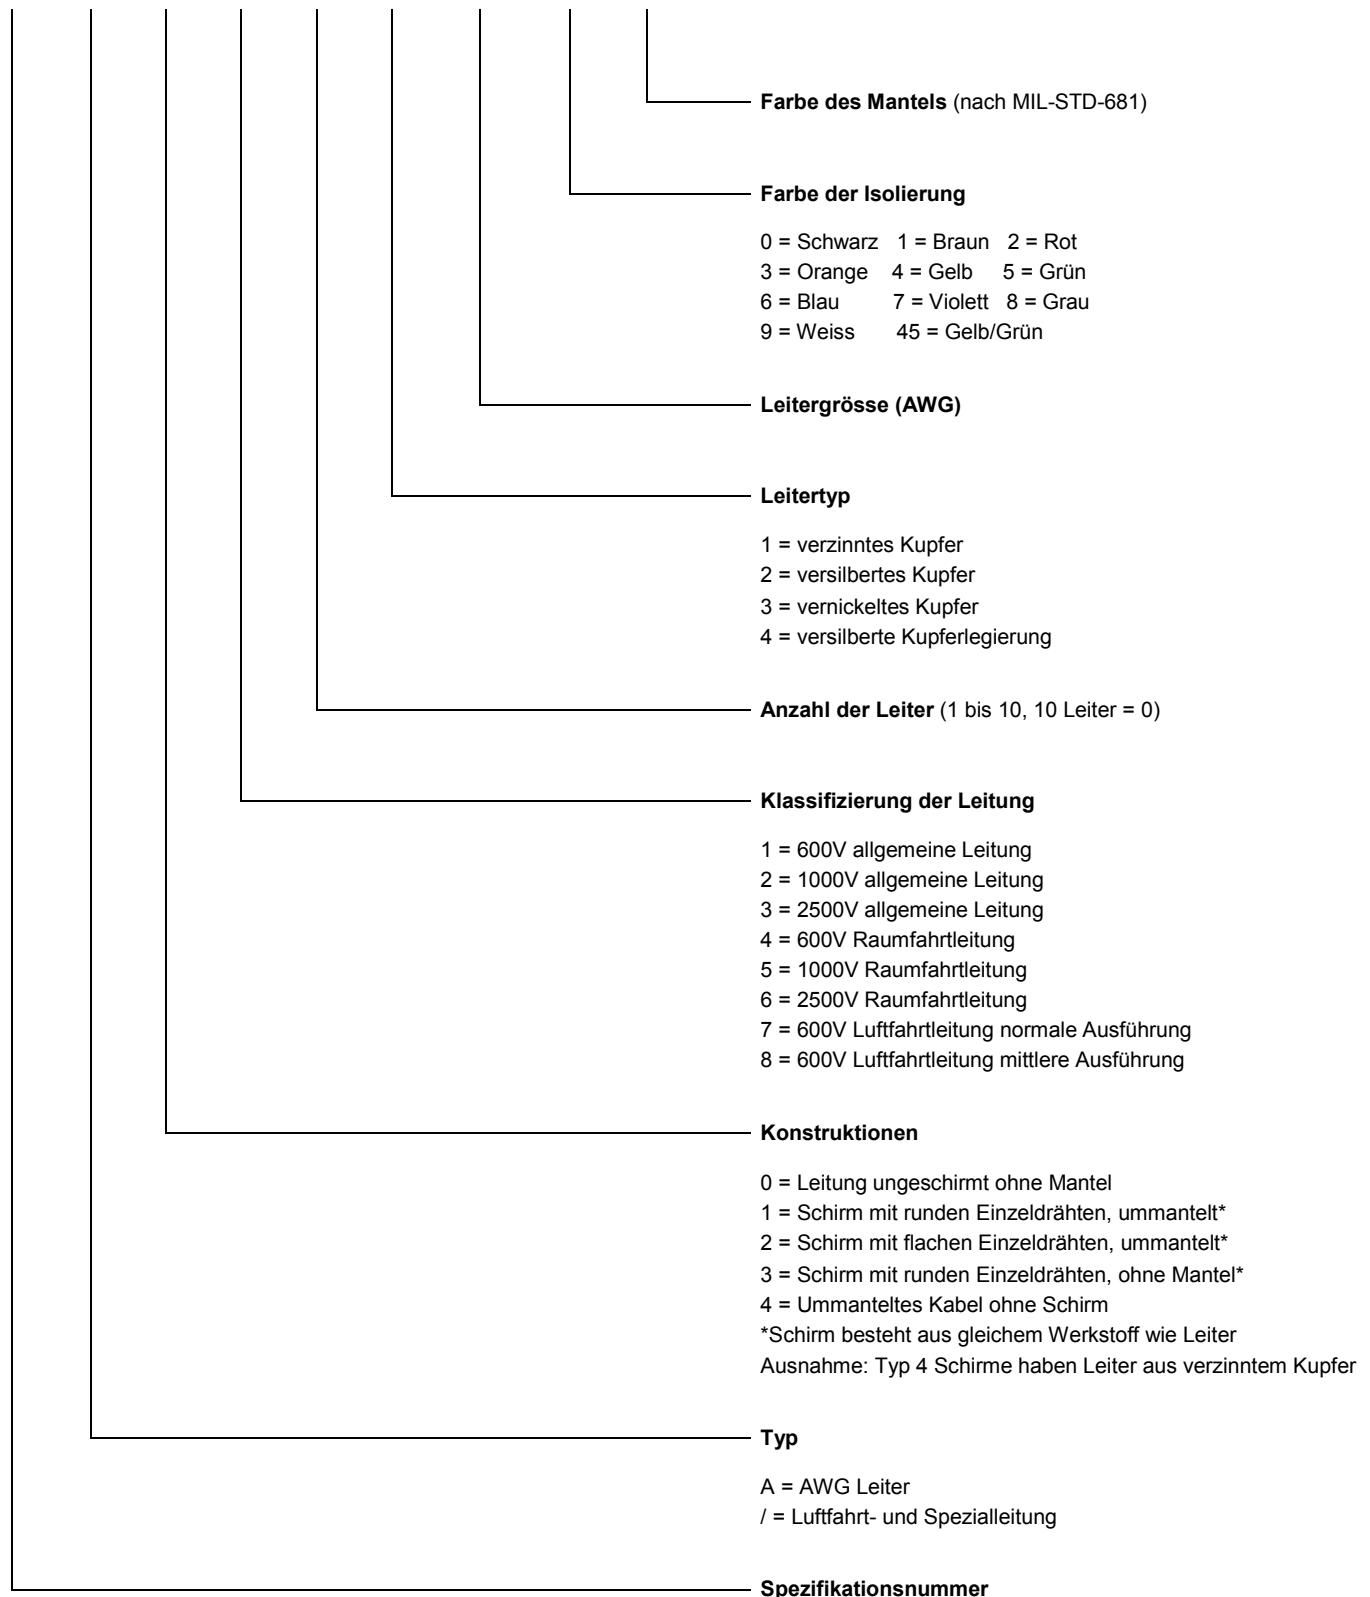 Farbe des Mantels (nach MIL-STD-681)
Farbe der Isolierung
0 = Schwarz 1 = Braun 2 = Rot
3 = Orange 4 = Gelb 5 = Grün
6 = Blau 7 = Violett 8 = Grau
9 = Weiss 45 = Gelb/Grün
Leitergrösse (AWG)
Leitertyp
1 = verzinntes Kupfer
2 = versilbertes Kupfer
3 = vernickeltes Kupfer
4 = versilberte Kupferlegierung
Anzahl der Leiter (1 bis 10, 10 Leiter = 0)
Klassifizierung der Leitung
1 = 600V allgemeine Leitung
2 = 1000V allgemeine Leitung
3 = 2500V allgemeine Leitung
4 = 600V Raumfahrtleitung
5 = 1000V Raumfahrtleitung
6 = 2500V Raumfahrtleitung
7 = 600V Luftfahrtleitung normale Ausführung
8 = 600V Luftfahrtleitung mittlere Ausführung
Konstruktionen
0 = Leitung ungeschirmt ohne Mantel
1 = Schirm mit runden Einzeldrähten, ummantelt*
2 = Schirm mit flachen Einzeldrähten, ummantelt*
3 = Schirm mit runden Einzeldrähten, ohne Mantel*
4 = Ummanteltes Kabel ohne Schirm
*Schirm besteht aus gleichem Werkstoff wie Leiter
Ausnahme: Typ 4 Schirme haben Leiter aus verzinntem Kupfer
Typ
A = AWG Leiter
/ = Luftfahrt- und Spezialleitung
Spezifikationsnummer